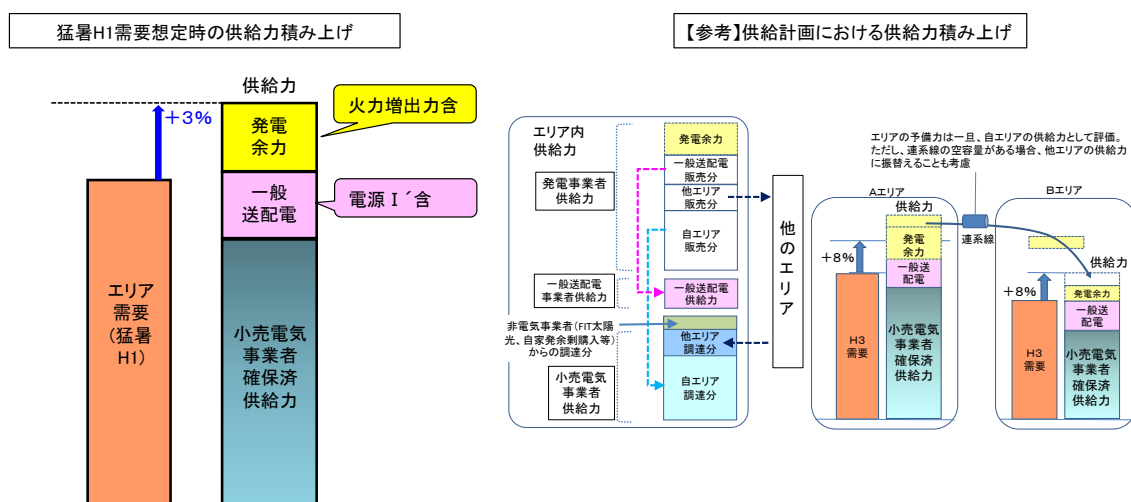 猛暑H1需要想定時の供給力積み上げ
供給力
+3%
発電
余力
火力増出力含
一般
送配電
電源Ⅰ´含
エリア
需要
(猛暑
H1)
小売電気
事業者
確保済
供給力
【参考】供給計画における供給力積み上げ
エリア内
供給力
発電事業者
供給力
一般送配電
事業者供給力
非電気事業者(FIT太陽
光、自家発余剰購入等)
からの調達分
小売電気
事業者
供給力
発電余力
一般送配電
販売分
他エリア
販売分
自エリア
販売分
一般送配電
供給力
他エリア
調達分
自エリア
調達分
他のエリア
エリアの予備力は一旦、自エリアの供給力として評価。
ただし、連系線の空容量がある場合、他エリアの供給力
に振替えることも考慮
Aエリア
供給力
+8%
発電
余力
一般送
配電
H3
需要
小売電気
事業者
確保済
供給力
連系線
Bエリア
供給力
+8%
発電余力
一般送
配電
H3
需要
小売電気
事業者
確保済
供給力